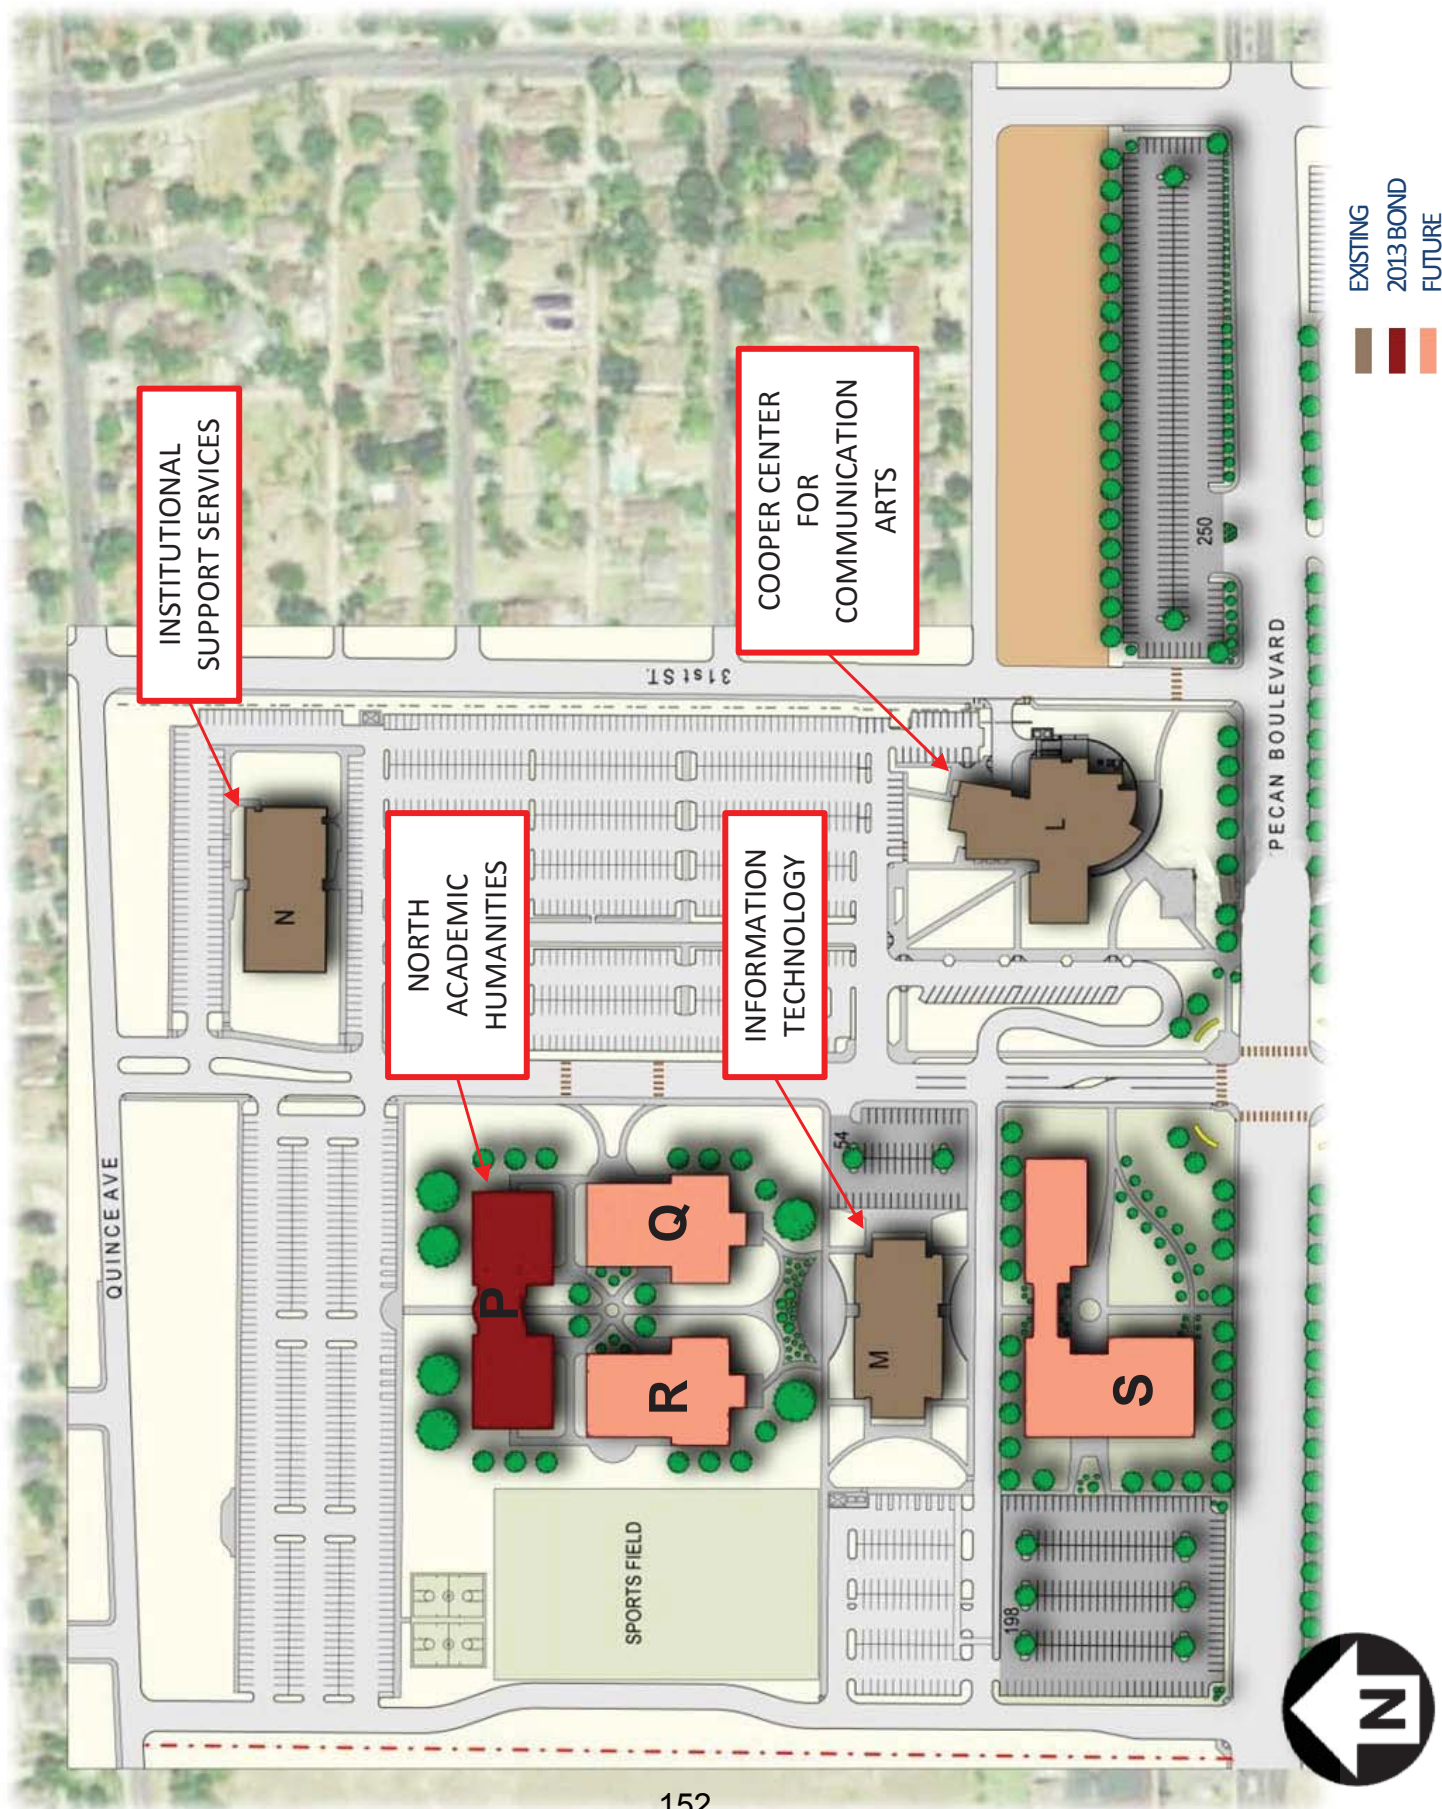 QUINCE AVE
INSTITUTIONAL
SUPPORT SERVICES
N
31st ST.
NORTH
ACADEMIC
HUMANITIES
P
Q
R
SPORTS FIELD
INFORMATION
TECHNOLOGY
54
M
COOPER CENTER
FOR
COMMUNICATION
ARTS
L
250
198
S
PECAN BOULEVARD
EXISTING
2013 BOND
FUTURE
N
152